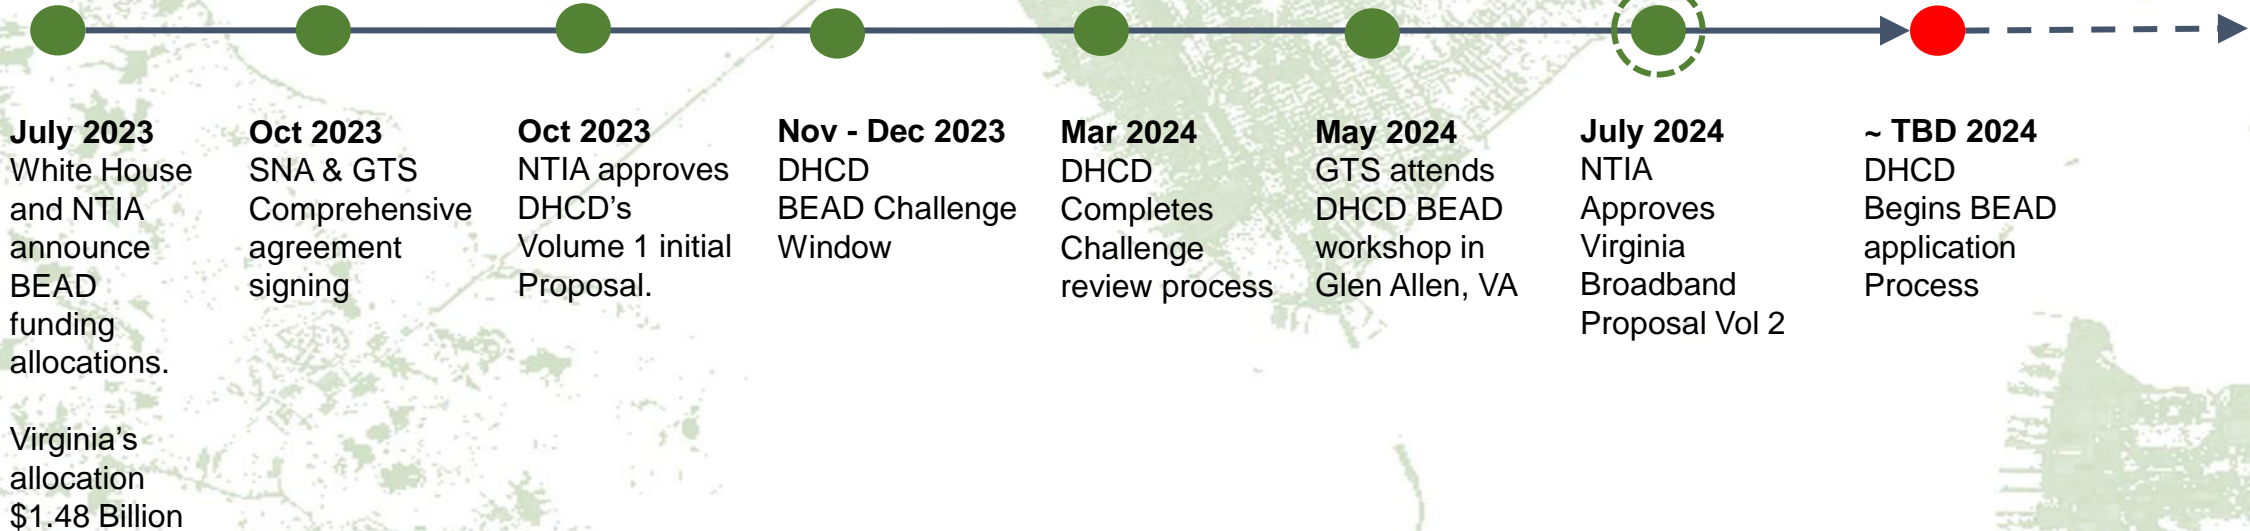 July 2023
White House
and NTIA
announce
BEAD
funding
allocations.
Virginia’s
allocation
$1.48 Billion
Oct 2023
SNA & GTS
Comprehensive
agreement
signing
Oct 2023
NTIA approves
DHCD’s
Volume 1 initial
Proposal.
Nov - Dec 2023
DHCD
BEAD Challenge
Window
Mar 2024
DHCD
Completes
Challenge
review process
May 2024
GTS attends
DHCD BEAD
workshop in
Glen Allen, VA
July 2024
NTIA
Approves
Virginia
Broadband
Proposal Vol 2
~ TBD 2024
DHCD
Begins BEAD
application
Process